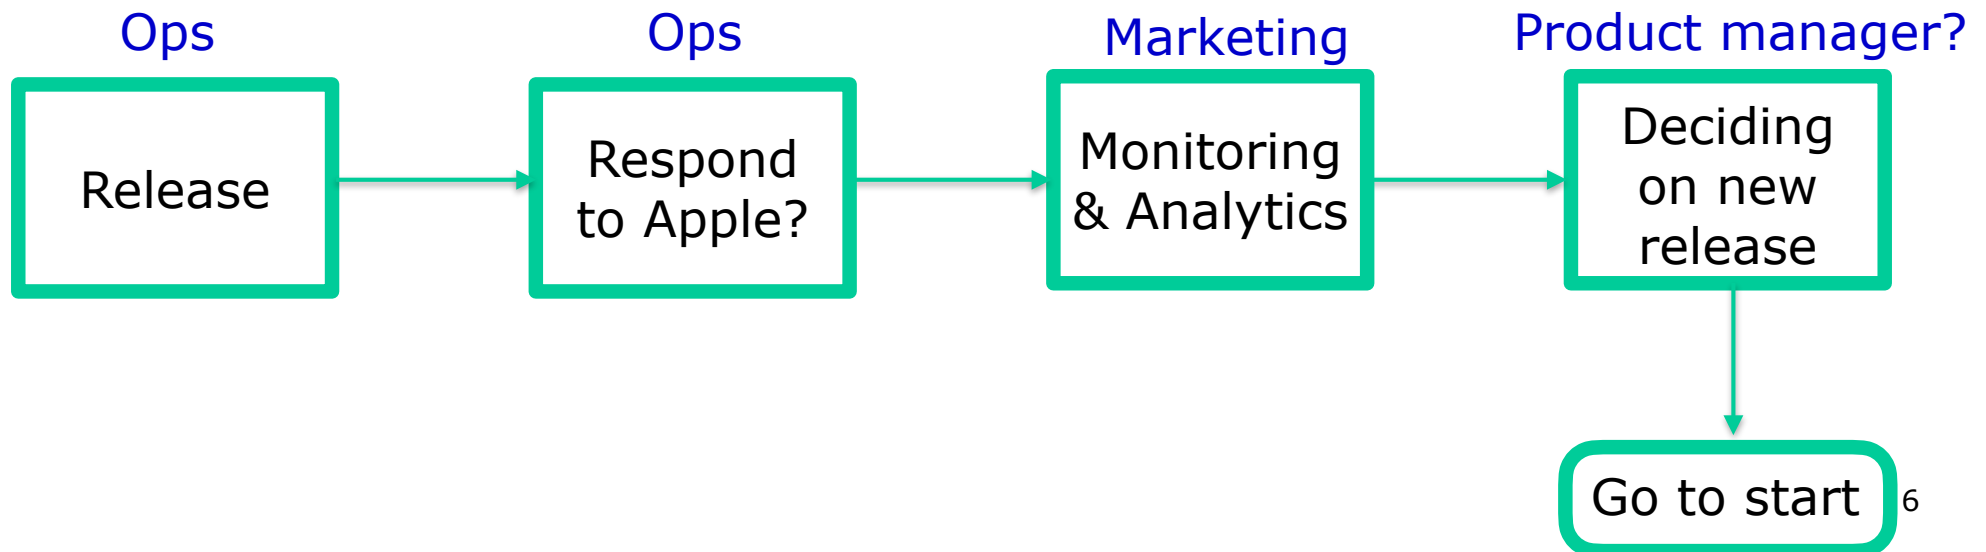 Ops
Ops
Marketing
Product manager?
Release
Respond
to Apple?
Monitoring
& Analytics
Deciding
on new
release
Go to start
6